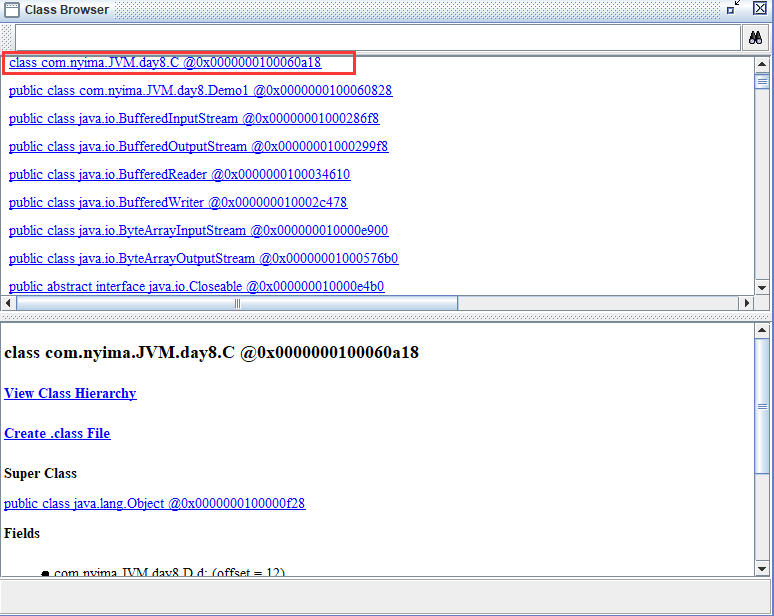 Class Browser
class com.nyima.JVM.day8.C @0x0000000100060a18
public class com.nyima.JVM.day8.Demo1 @0x0000000100060828
public class java.io.BufferedInputStream @0x00000001000286f8
public class java.io.BufferedOutputStream @0x00000001000299f8
public class java.io.BufferedReader @0x0000000100034610
public class java.io.BufferedWriter @0x000000010002c478
public class java.io.ByteArrayInputStream @0x000000010000e900
public class java.io.ByteArrayOutputStream @0x00000001000576b0
public abstract interface java.io.Closeable @0x000000010000e4b0
class com.nyima.JVM.day8.C @0x0000000100060a18
View Class Hierarchy
Create .class File
Super Class
public class java.lang.Object @0x0000000100000f28
Fields
• com.nyima.JVM.day8.D d; (offset = 12)